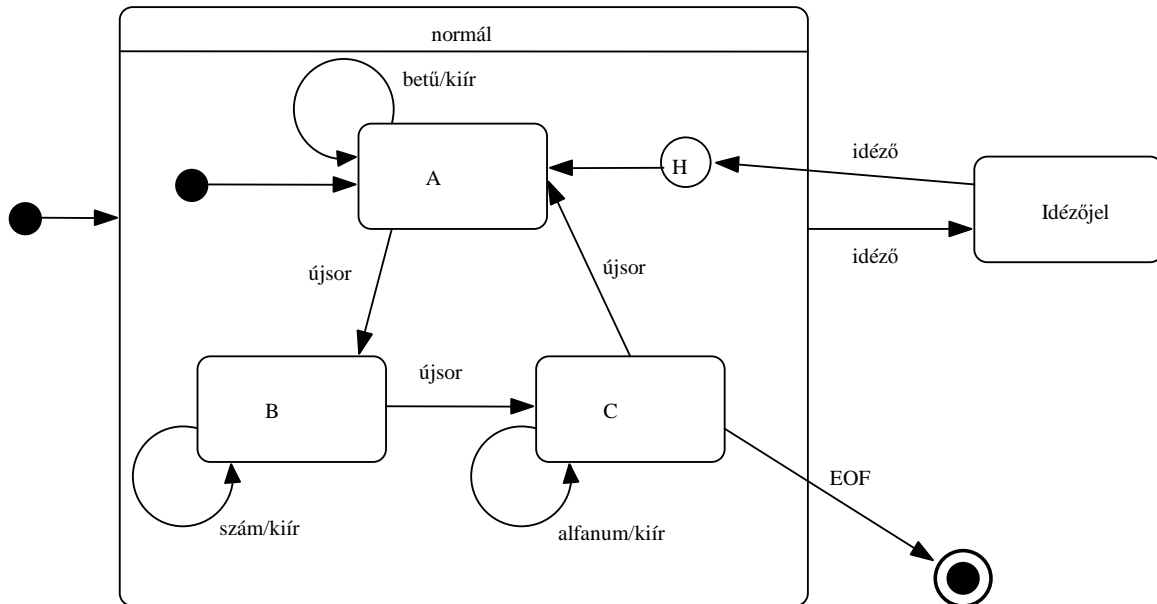 normál
betű/kiír
A
H
idéző
Idézőjel
idéző
újsor
újsor
újsor
B
C
EOF
szám/kiír
alfanum/kiír